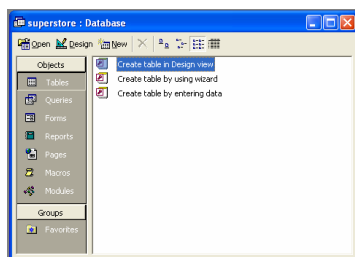 superstore : Database
Open Design New
Objects
Tables
Queries
Forms
Reports
Pages
Macros
Modules
Groups
Favorites
Create table in Design view
Create table by using wizard
Create table by entering data